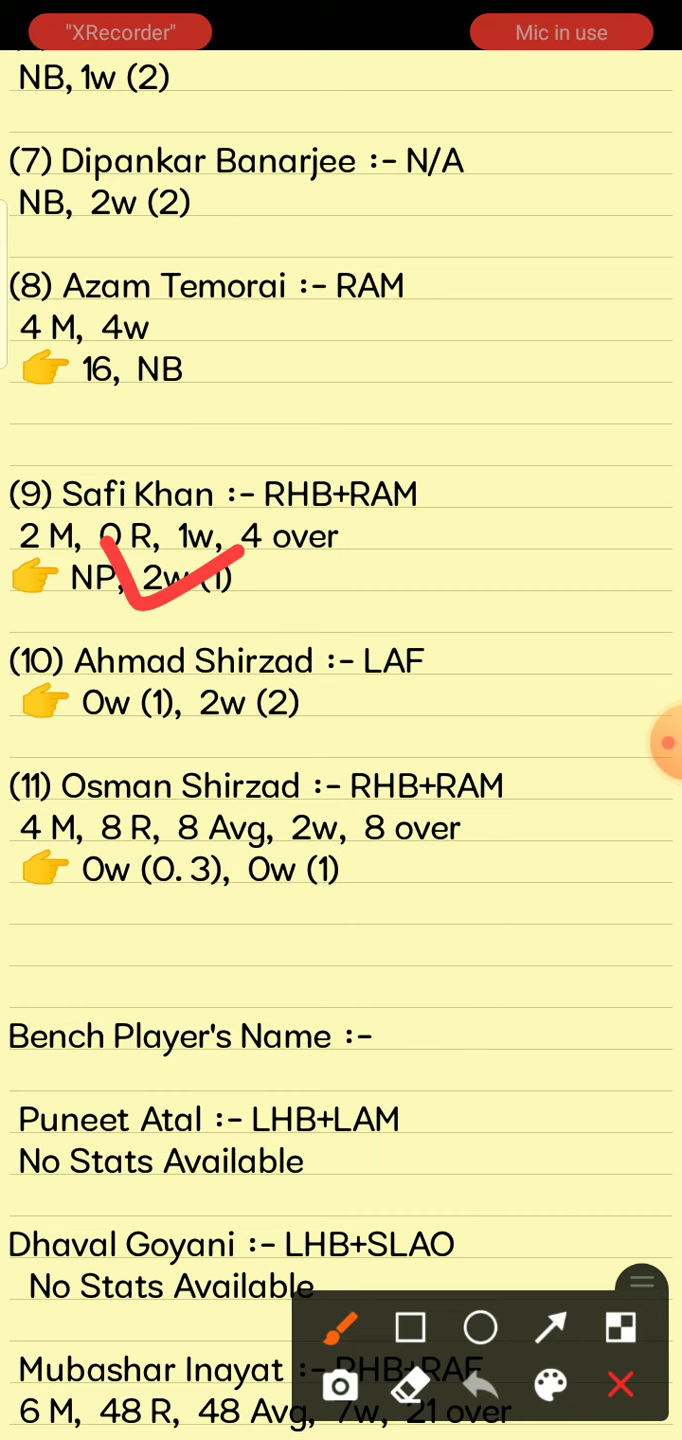 "XRecorder"
Mic in use
NB, 1w (2)
(7) Dipankar Banarjee :- N/A
NB, 2w (2)
(8) Azam Temorai :- RAM
4 M, 4w
👉 16, NB
(9) Safi Khan :- RHB+RAM
2 M, 0 R, 1w, 4 over
👉 NP, 2w (1)
(10) Ahmad Shirzad :- LAF
👉 0w (1), 2w (2)
(11) Osman Shirzad :- RHB+RAM
4 M, 8 R, 8 Avg, 2w, 8 over
👉 0w (0.3), 0w (1)
Bench Player's Name :-
Puneet Atal :- LHB+LAM
No Stats Available
Dhaval Goyani :- LHB+SLAO
No Stats Available
Mubashar Inayat :- RHB+RAF
6 M, 48 R, 48 Avg, 7w, 21 over